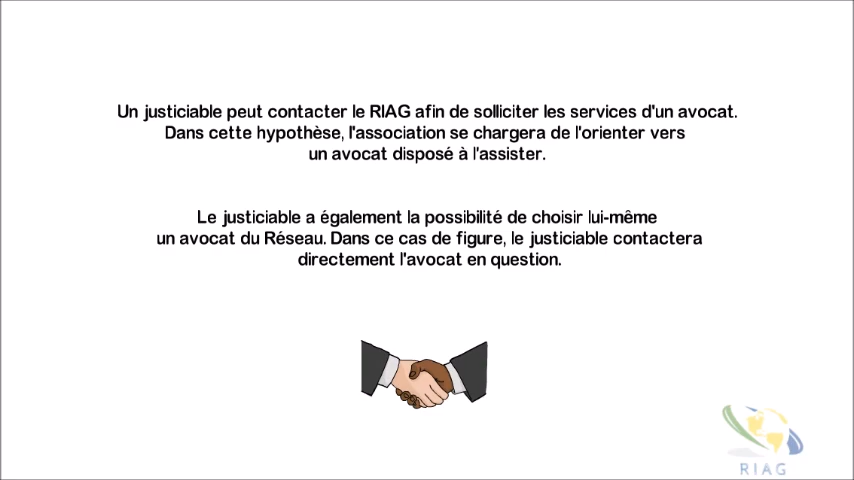 Un justiciable peut contacter le RIAG afin de solliciter les services d'un avocat.
Dans cette hypothèse, l'association se chargera de l'orienter vers
un avocat disposé à l'assister.
Le justiciable a également la possibilité de choisir lui-même
un avocat du Réseau. Dans ce cas de figure, le justiciable contactera
directement l'avocat en question.
RIAG